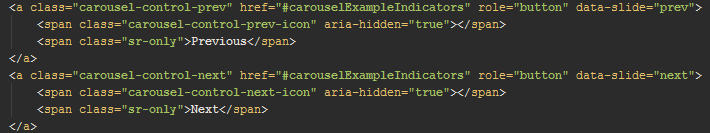 <a class="carousel-control-prev" href="#carouselExampleIndicators" role="button" data-slide="prev">
    <span class="carousel-control-prev-icon" aria-hidden="true"></span>
    <span class="sr-only">Previous</span>
</a>
<a class="carousel-control-next" href="#carouselExampleIndicators" role="button" data-slide="next">
    <span class="carousel-control-next-icon" aria-hidden="true"></span>
    <span class="sr-only">Next</span>
</a>